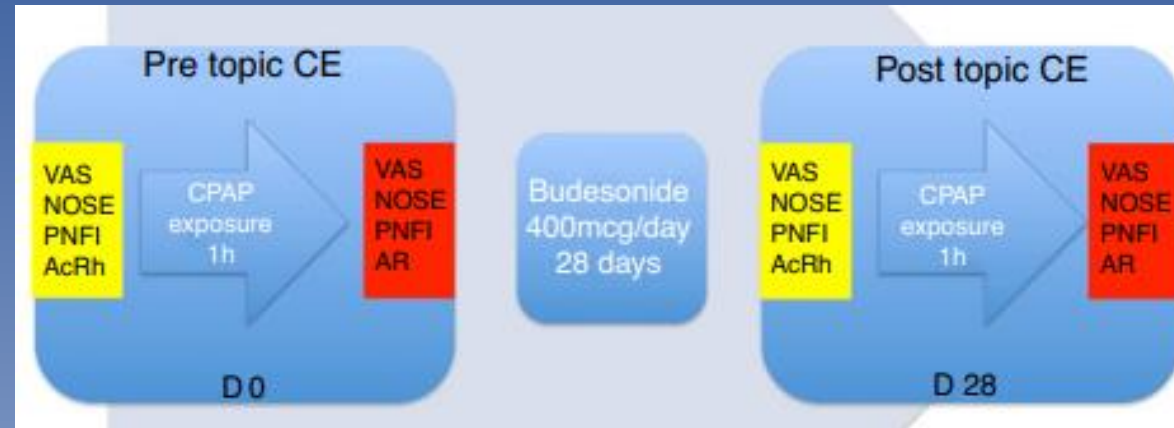 Pre topic CE
VAS
NOSE
PNFI
AcRh
CPAP
exposure
1h
VAS
NOSE
PNFI
AR
D 0
Budesonide
400mcg/day
28 days
Post topic CE
VAS
NOSE
PNFI
AcRh
CPAP
exposure
1h
VAS
NOSE
PNFI
AR
D 28